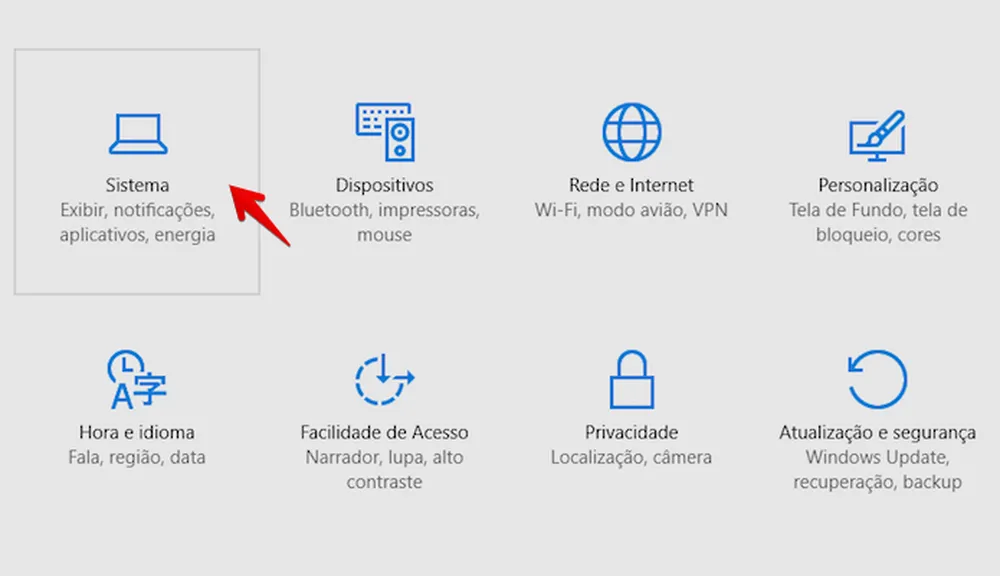 Sistema
Exibir, notificações,
aplicativos, energia
Dispositivos
Bluetooth, impressoras,
mouse
Rede e Internet
Wi-Fi, modo avião, VPN
Personalização
Tela de Fundo, tela de
bloqueio, cores
A字
Hora e idioma
Fala, região, data
Facilidade de Acesso
Narrador, lupa, alto
contraste
Privacidade
Localização, câmera
Atualização e segurança
Windows Update,
recuperação, backup